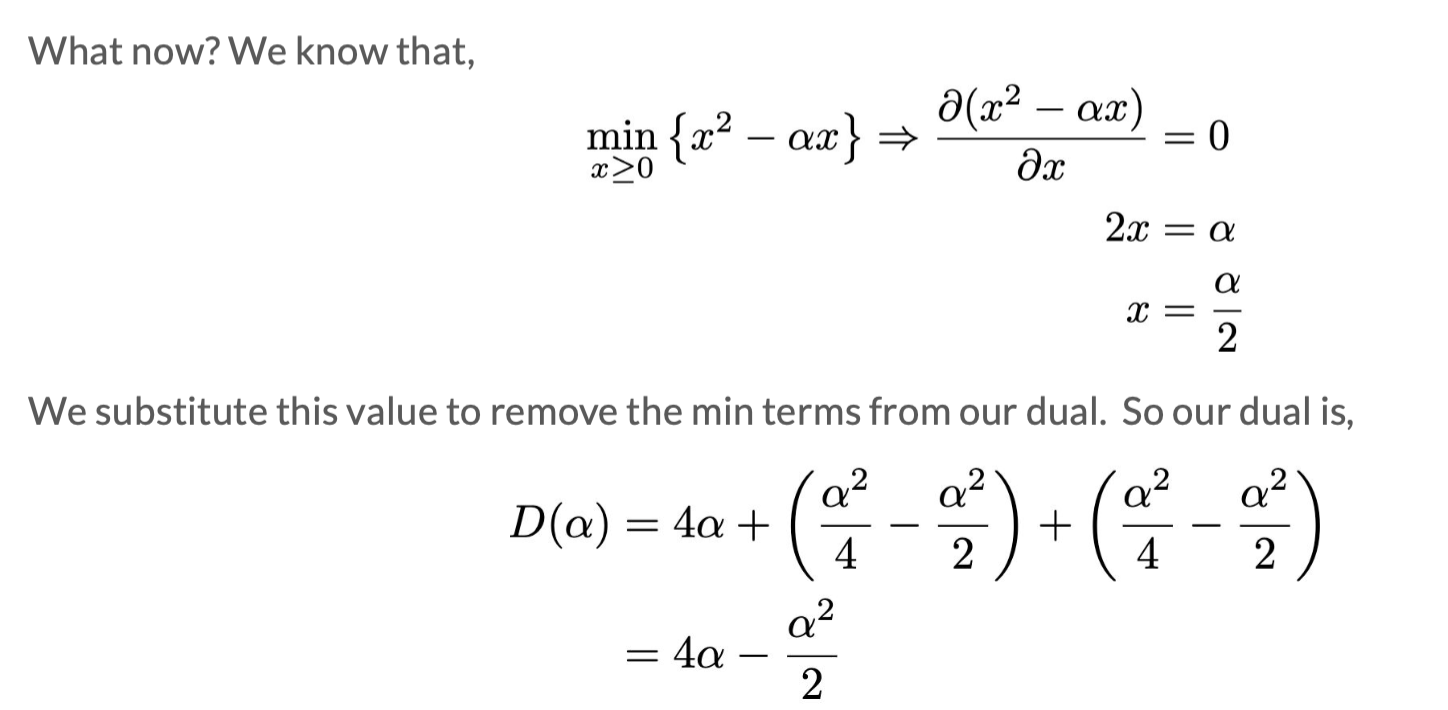 What now? We know that,
min_{x≥0} {x² − αx} ⇒ ∂(x² − αx)/∂x = 0
2x = α
x = α/2
We substitute this value to remove the min terms from our dual. So our dual is,
D(α) = 4α + (α²/4 − α²/2) + (α²/4 − α²/2)
= 4α − α²/2